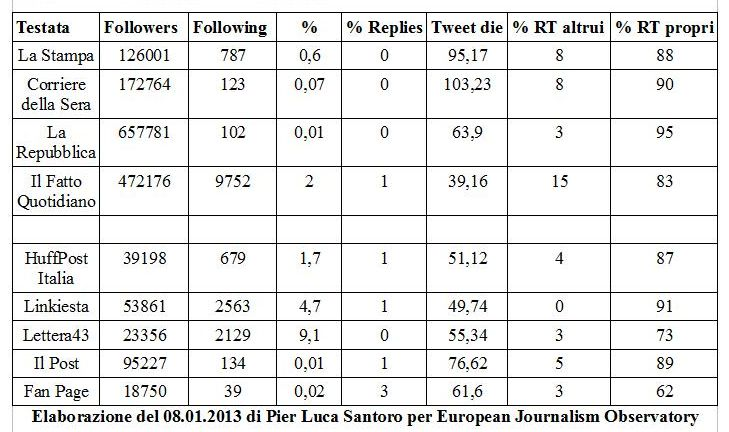 Testata Followers Following % % Replies Tweet die % RT altrui % RT propri
La Stampa 126001 787 0,6 0 95,17 8 88
Corriere 172764 123 0,07 0 103,23 8 90
della Sera
La 657781 102 0,01 0 63,9 3 95
Repubblica
Il Fatto 472176 9752 2 1 39,16 15 83
Quotidiano
HuffPost 39198 679 1,7 1 51,12 4 87
Italia
Linkiesta 53861 2563 4,7 1 49,74 0 91
Lettera43 23356 2129 9,1 0 55,34 3 73
Il Post 95227 134 0,01 1 76,62 5 89
Fan Page 18750 39 0,02 3 61,6 3 62
Elaborazione del 08.01.2013 di Pier Luca Santoro per European Journalism Observatory